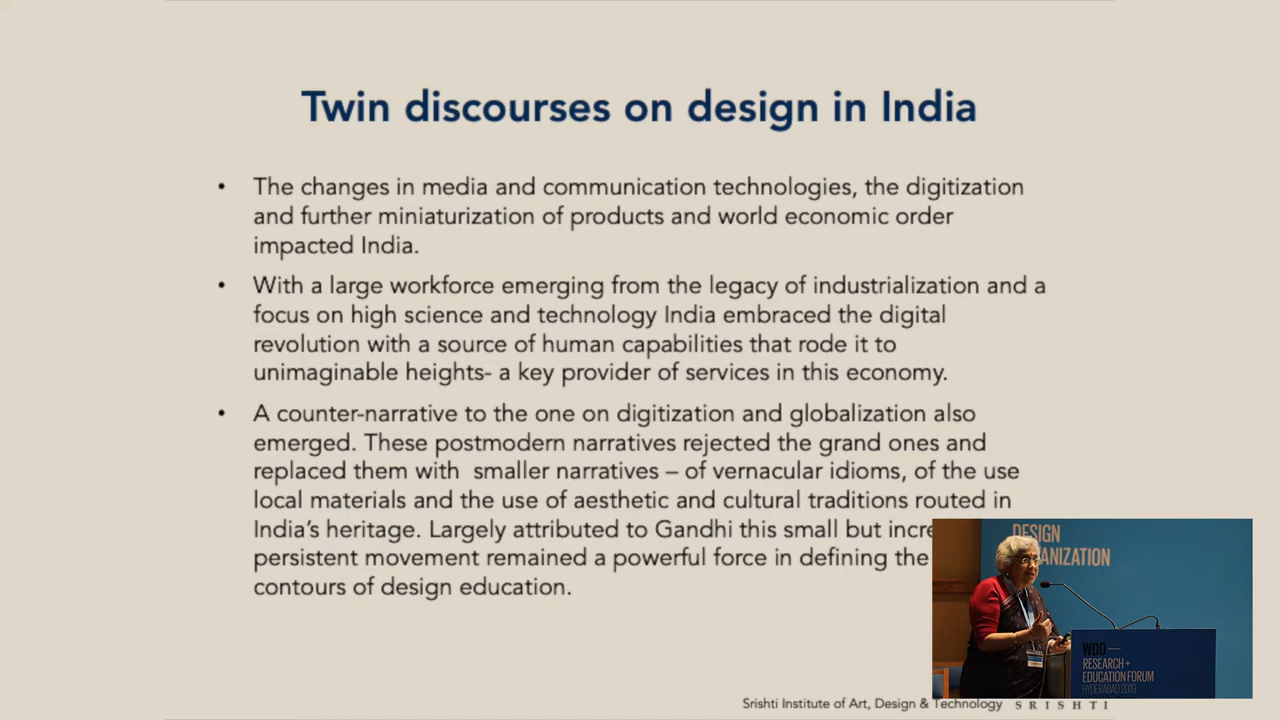 Twin discourses on design in India
• The changes in media and communication technologies, the digitization
and further miniaturization of products and world economic order
impacted India.
• With a large workforce emerging from the legacy of industrialization and a
focus on high science and technology India embraced the digital
revolution with a source of human capabilities that rode it to
unimaginable heights- a key provider of services in this economy.
• A counter-narrative to the one on digitization and globalization also
emerged. These postmodern narratives rejected the grand ones and
replaced them with smaller narratives – of vernacular idioms, of the use
local materials and the use of aesthetic and cultural traditions routed in
India's heritage. Largely attributed to Gandhi this small but
persistent movement remained a powerful force in defining the
contours of design education.
DESIGN
WDO—
RESEARCH+
EDUCATION FORUM
HYDERABAD 2019
Srishti Institute of Art, Design & Technology SRISHTI